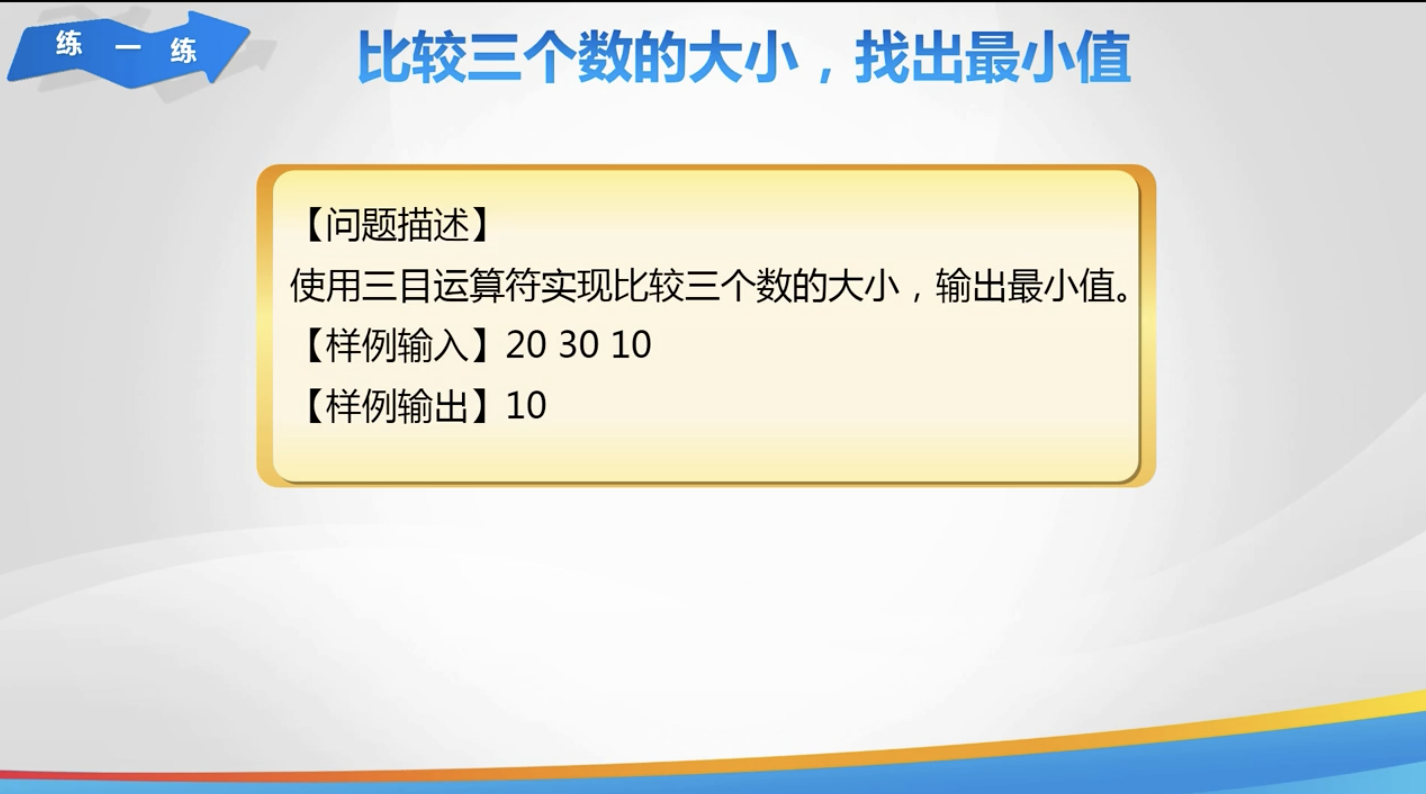 练一练
比较三个数的大小，找出最小值
【问题描述】
使用三目运算符实现比较三个数的大小，输出最小值。
【样例输入】20 30 10
【样例输出】10